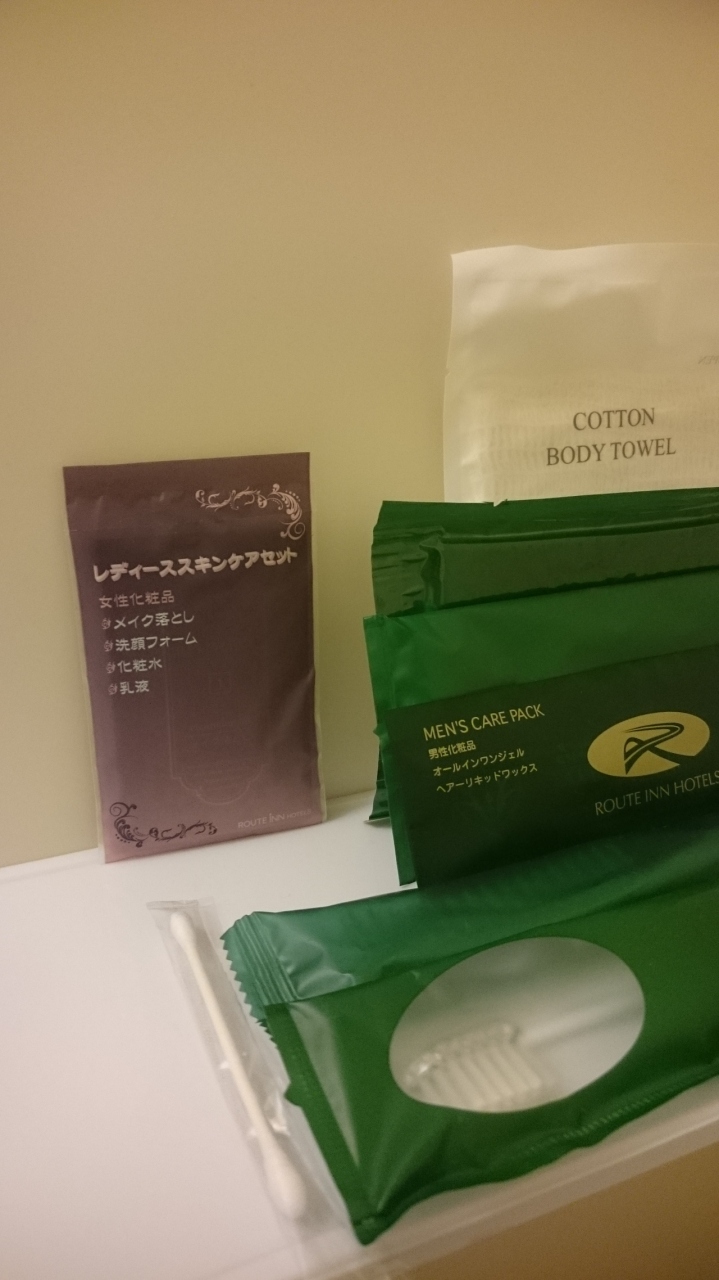 COTTON
BODY TOWEL
レディーススキンケアセット
女性化粧品
メイク落とし
洗顔フォーム
化粧水
乳液
ROUTE INN HOTELS
MEN'S CARE PACK
男性化粧品
オールインワンジェル
ヘアーリキッドワックス
ROUTE INN HOTELS